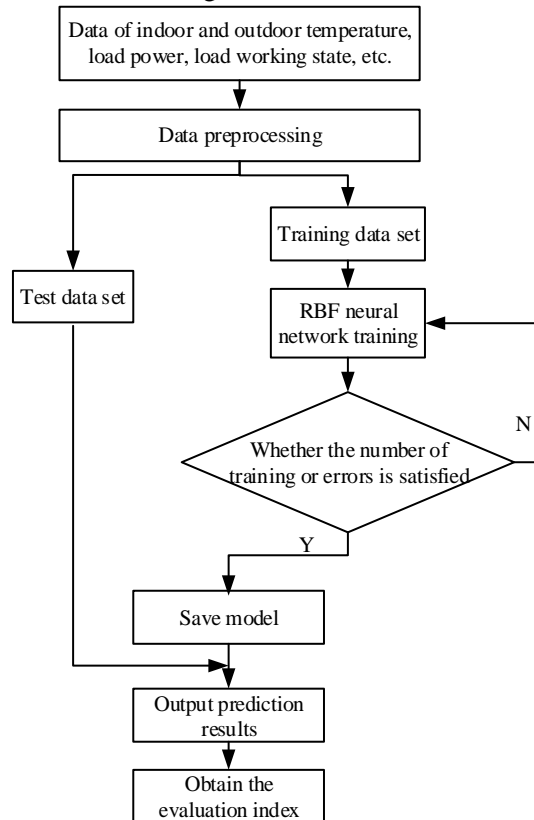 Data of indoor and outdoor temperature,
load power, load working state, etc.
Data preprocessing
Training data set
Test data set
RBF neural
network training
N
Whether the number of
training or errors is satisfied
Y
Save model
Output prediction
results
Obtain the
evaluation index